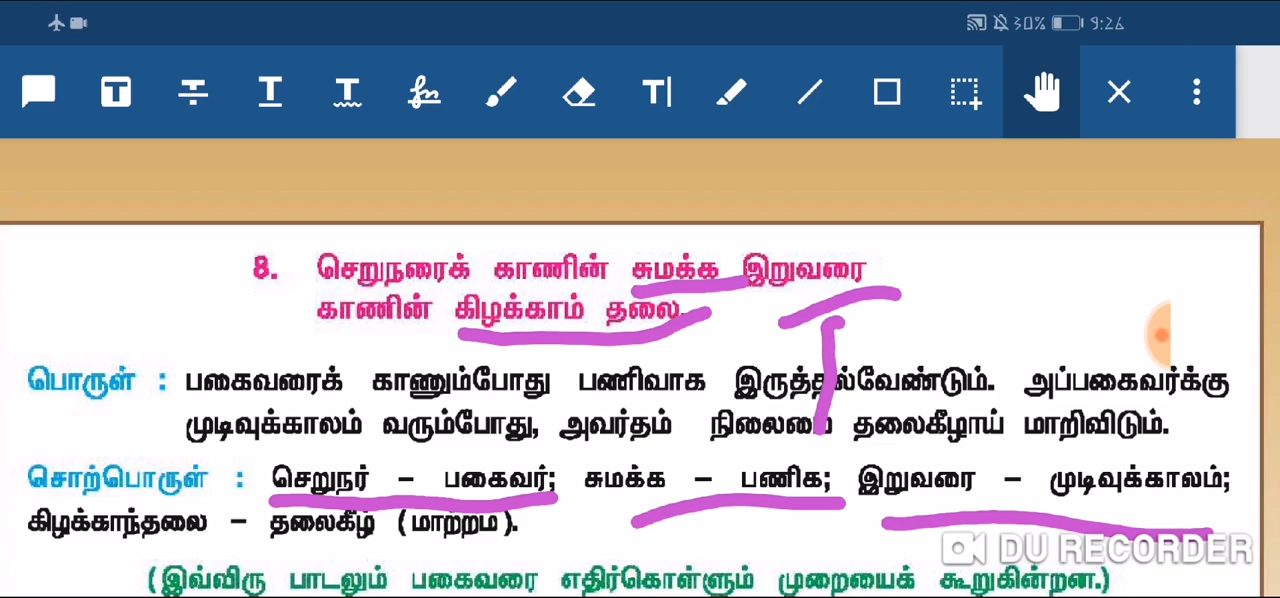 30% 9:26
8. செறுநரைக் காணின் சுமக்க இறுவரை
காணின் கிழக்காம் தலை.
பொருள் : பகைவரைக் காணும்போது பணிவாக இருத்தல்வேண்டும். அப்பகைவர்க்கு
முடிவுக்காலம் வரும்போது, அவர்தம் நிலைமை தலைகீழாய் மாறிவிடும்.
சொற்பொருள் : செறுநர் – பகைவர்; சுமக்க – பணிக; இறுவரை – முடிவுக்காலம்;
கிழக்காந்தலை – தலைகீழ் (மாற்றம்).
(இவ்விரு பாடலும் பகைவரை எதிர்கொள்ளும் முறையைக் கூறுகின்றன.)
DU RECORDER